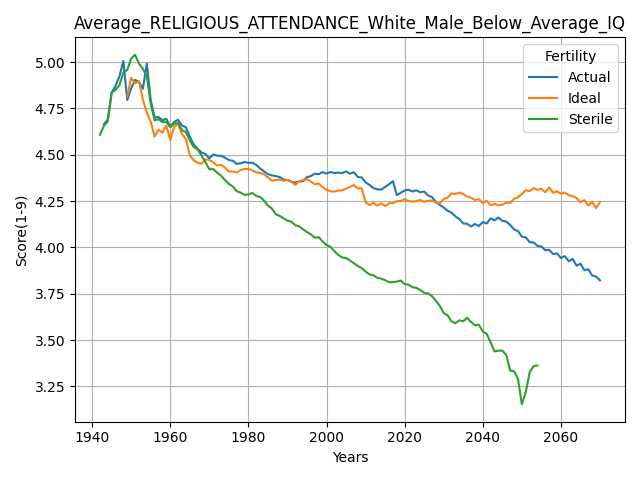 Average_RELIGIOUS_ATTENDANCE_White_Male_Below_Average_IQ
Fertility
Actual
Ideal
Sterile
Score(1-9)
5.00
4.75
4.50
4.25
4.00
3.75
3.50
3.25
1940 1960 1980 2000 2020 2040 2060
Years